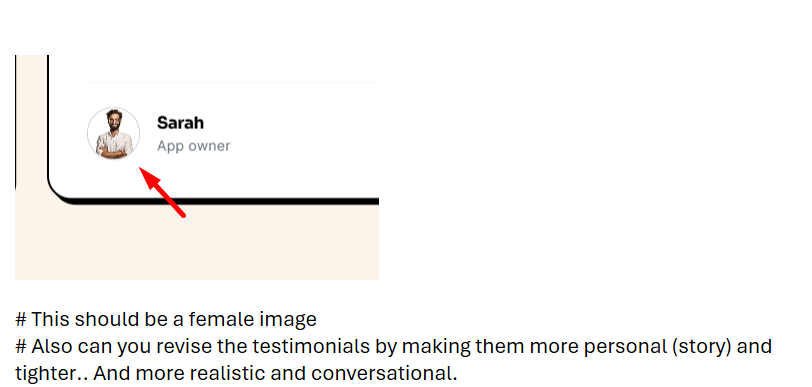 Sarah
App owner
# This should be a female image
# Also can you revise the testimonials by making them more personal (story) and
tighter.. And more realistic and conversational.